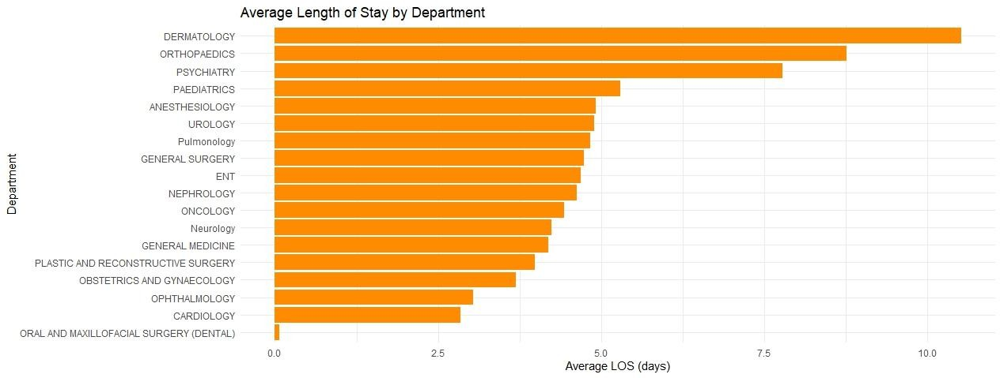 Average Length of Stay by Department
Department
DERMATOLOGY
ORTHOPAEDICS
PSYCHIATRY
PAEDIATRICS
ANESTHESIOLOGY
UROLOGY
Pulmonology
GENERAL SURGERY
ENT
NEPHROLOGY
ONCOLOGY
Neurology
GENERAL MEDICINE
PLASTIC AND RECONSTRUCTIVE SURGERY
OBSTETRICS AND GYNAECOLOGY
OPHTHALMOLOGY
CARDIOLOGY
ORAL AND MAXILLOFACIAL SURGERY (DENTAL)
0.0 2.5 5.0 7.5 10.0
Average LOS (days)